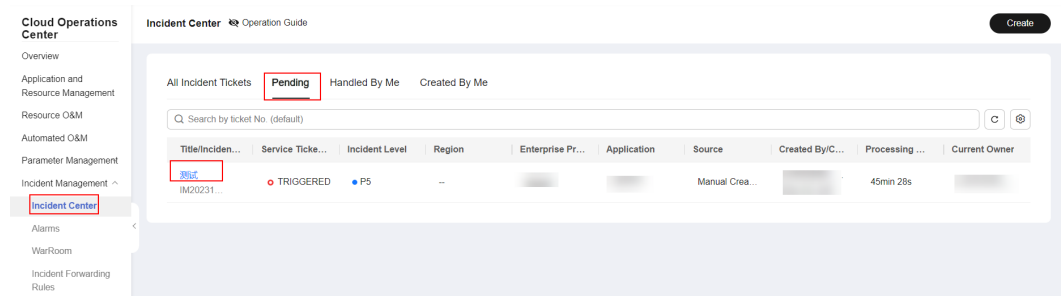 Cloud Operations
Center
Overview
Application and
Resource Management
Resource O&M
Automated O&M
Parameter Management
Incident Management
Incident Center
Alarms
WarRoom
Incident Forwarding
Rules
Incident Center Operation Guide
Create
All Incident Tickets Pending Handled By Me Created By Me
Search by ticket No. (default)
Title/Inciden... Service Ticke... Incident Level Region Enterprise Pr... Application Source Created By/C... Processing ... Current Owner
测试
IM20231...
TRIGGERED P5 -- Manual Crea... 45min 28s